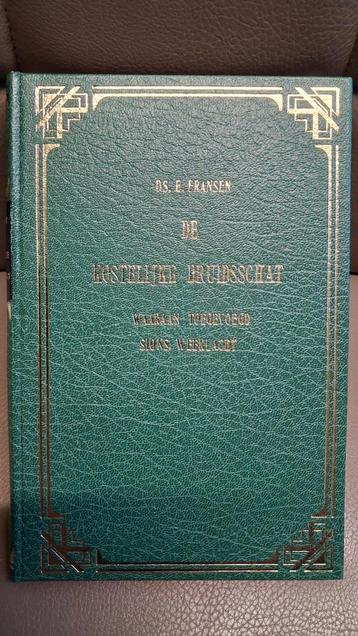 DS. E. FRANSEN
DE
KOSTELIJKE BRUIDSSCHAT
WAARAAN TOEGEVOEGD
SIONS WEEKLACHT